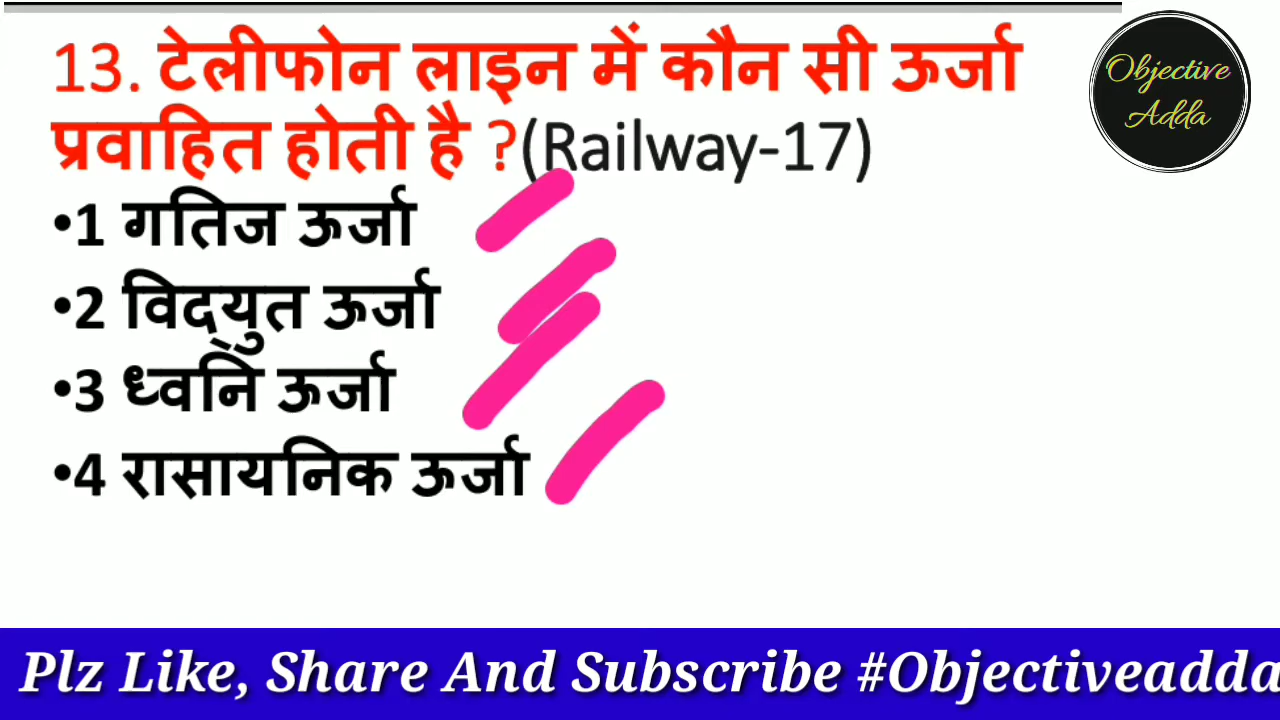 13. टेलीफोन लाइन में कौन सी ऊर्जा
प्रवाहित होती है ?(Railway-17)
•1 गतिज ऊर्जा
•2 विद्युत ऊर्जा
•3 ध्वनि ऊर्जा
•4 रासायनिक ऊर्जा
Objective
Adda
Plz Like, Share And Subscribe #Objectiveadda